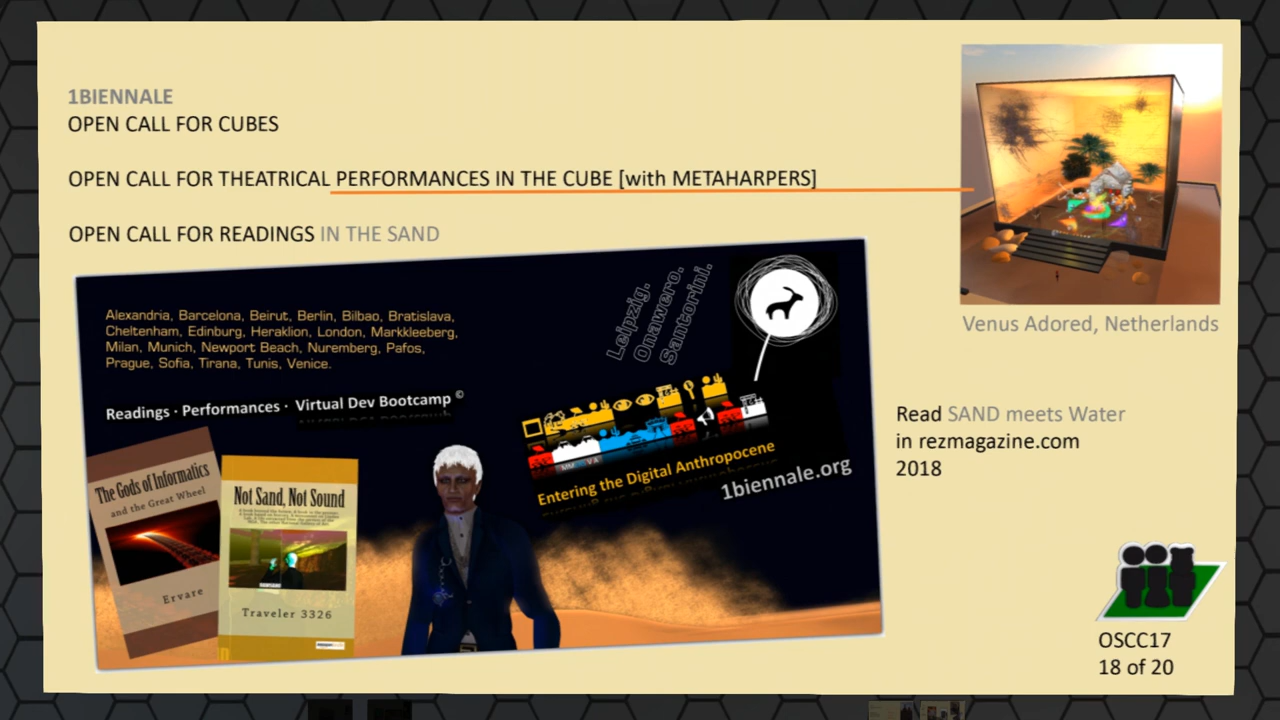 1BIENNALE
OPEN CALL FOR CUBES
OPEN CALL FOR THEATRICAL PERFORMANCES IN THE CUBE [with METAHARPERS]
OPEN CALL FOR READINGS IN THE SAND
Alexandria, Barcelona, Beirut, Berlin, Bilbao, Bratislava,
Cheltenham, Edinburg, Heraklion, London, Markkleeberg,
Milan, Munich, Newport Beach, Nuremberg, Pafos,
Prague, Sofia, Tirana, Tunis, Venice.
Leipzig.
Onawero.
Santorini.
Readings · Performances · Virtual Dev Bootcamp ©
Entering the Digital Anthropocene
1biennale.org
The Gods of Informatics
and the Great Wheel
Ervare
Not Sand, Not Sound
Traveler 3326
Venus Adored, Netherlands
Read SAND meets Water
in rezmagazine.com
2018
OSCC17
18 of 20